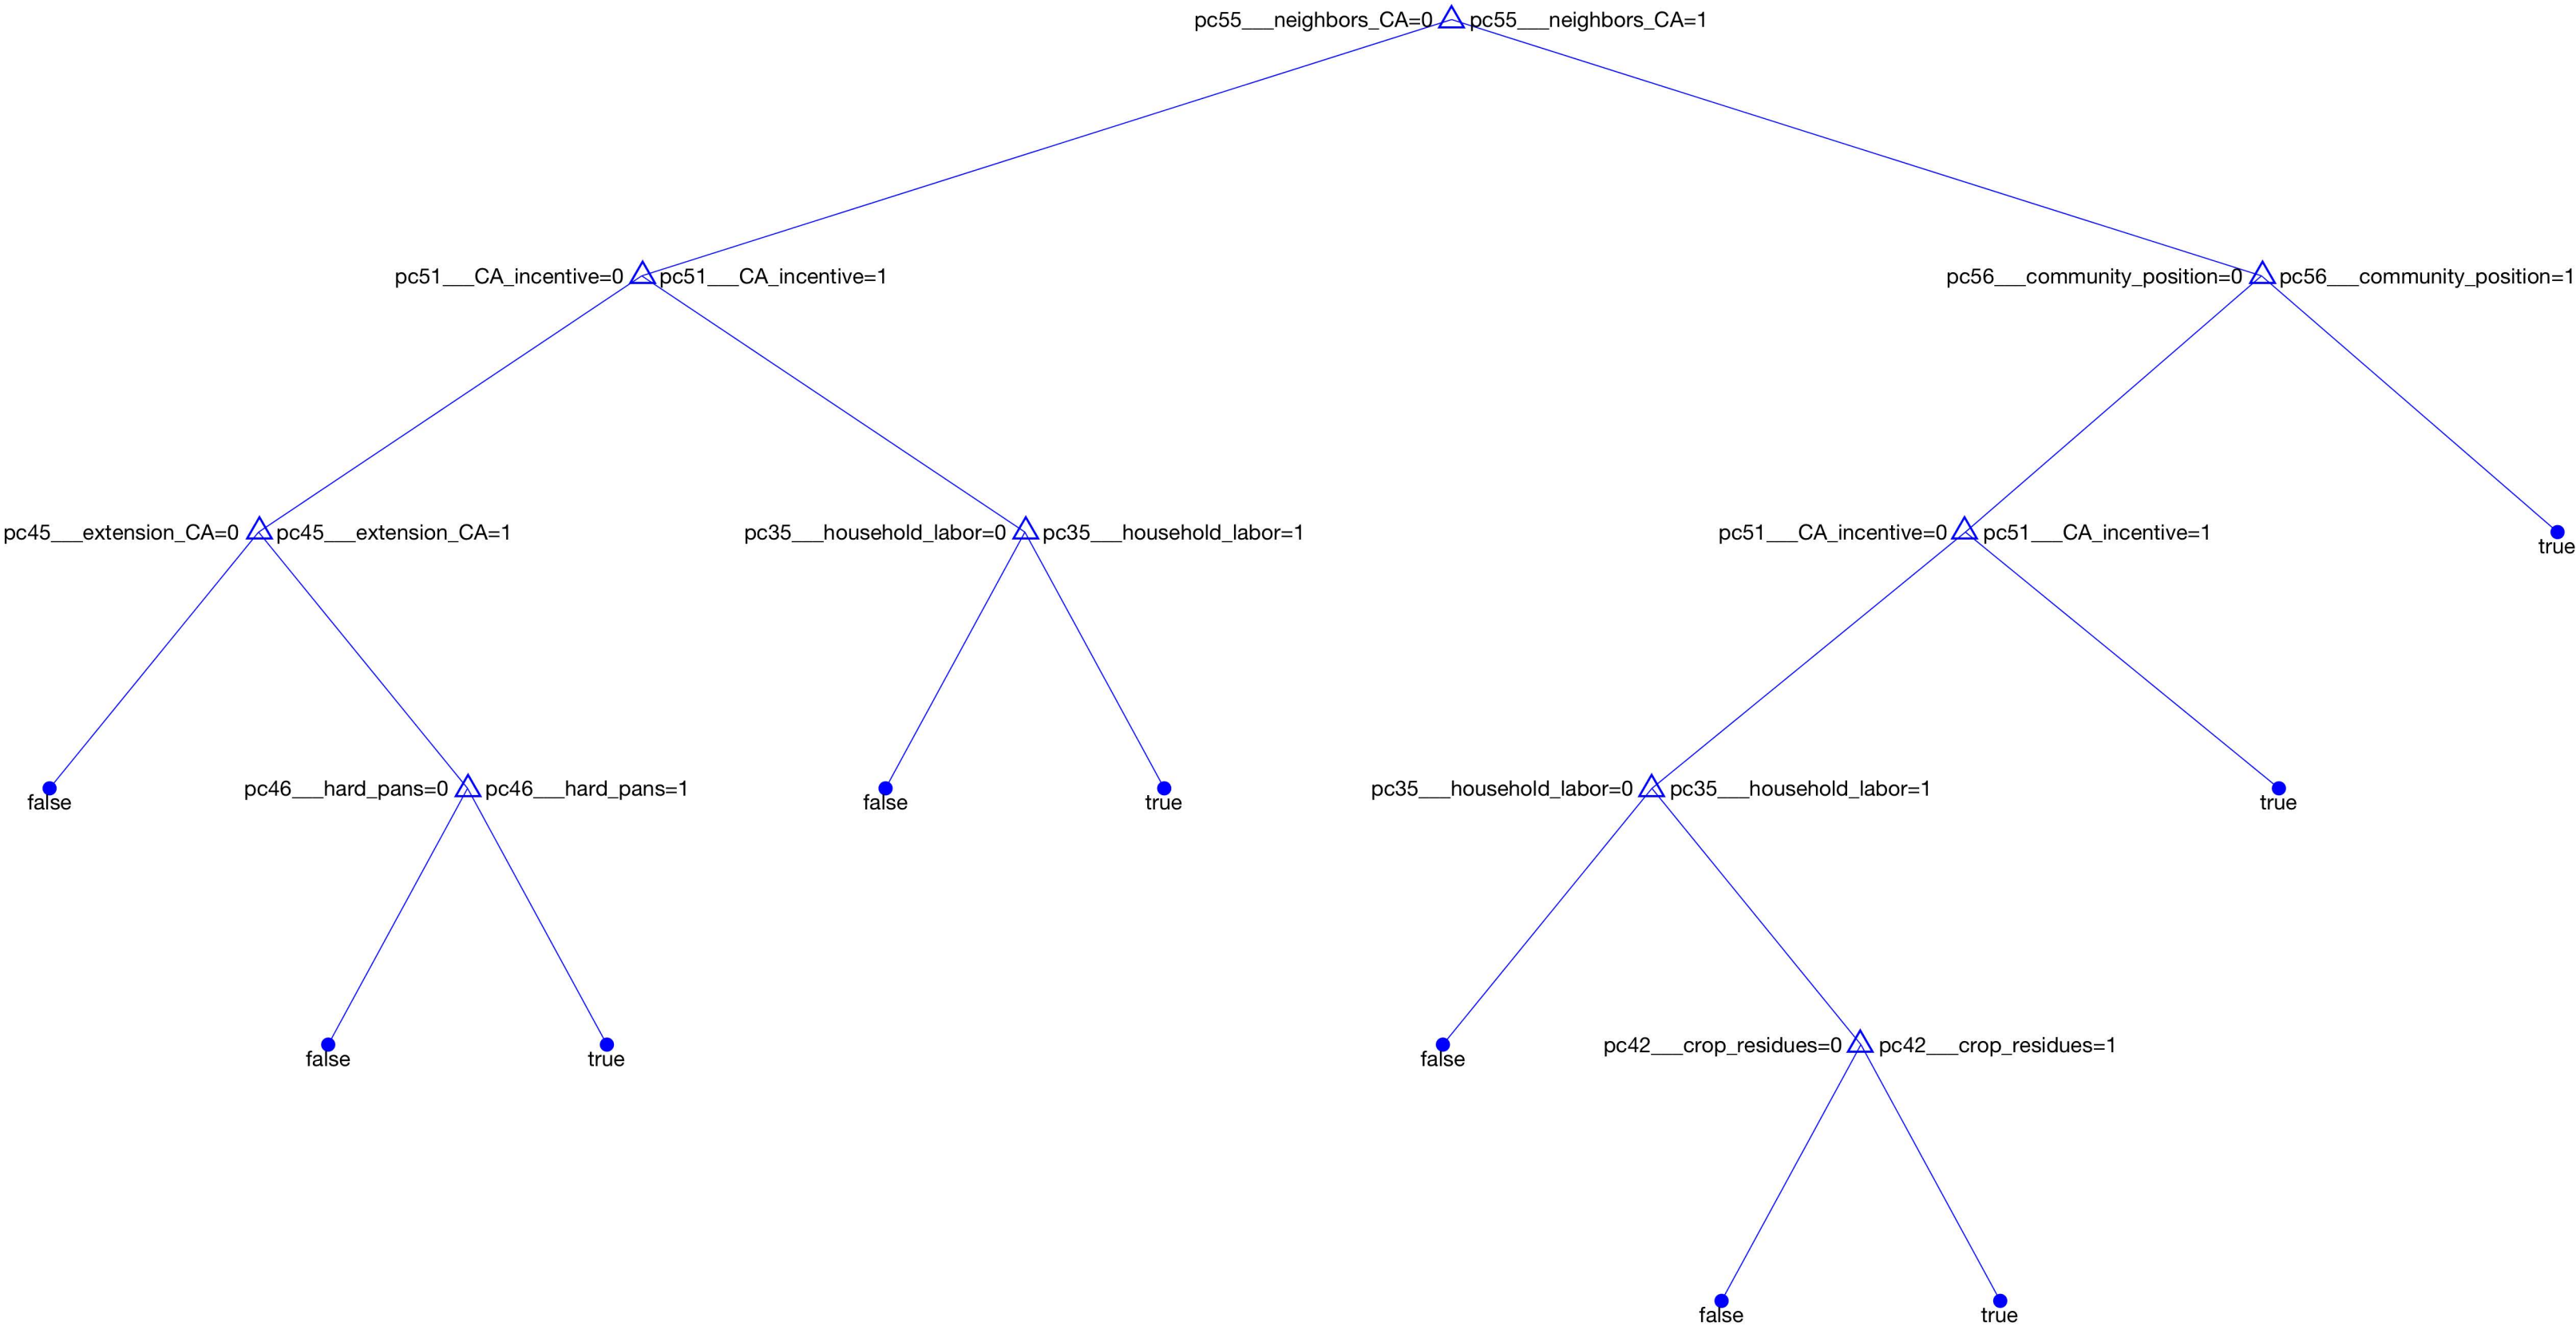 pc55___neighbors_CA=0 pc55___neighbors_CA=1
pc51___CA_incentive=0 pc51___CA_incentive=1 pc56___community_position=0 pc56___community_position=1
pc45___extension_CA=0 pc45___extension_CA=1 pc35___household_labor=0 pc35___household_labor=1 pc51___CA_incentive=0 pc51___CA_incentive=1
true
pc46___hard_pans=0 pc46___hard_pans=1 pc35___household_labor=0 pc35___household_labor=1
false false true true
pc42___crop_residues=0 pc42___crop_residues=1
false true false
false true